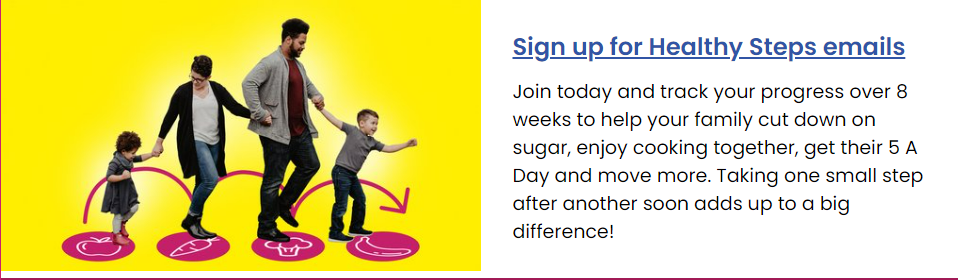 Sign up for Healthy Steps emails
Join today and track your progress over 8
weeks to help your family cut down on
sugar, enjoy cooking together, get their 5 A
Day and move more. Taking one small step
after another soon adds up to a big
difference!